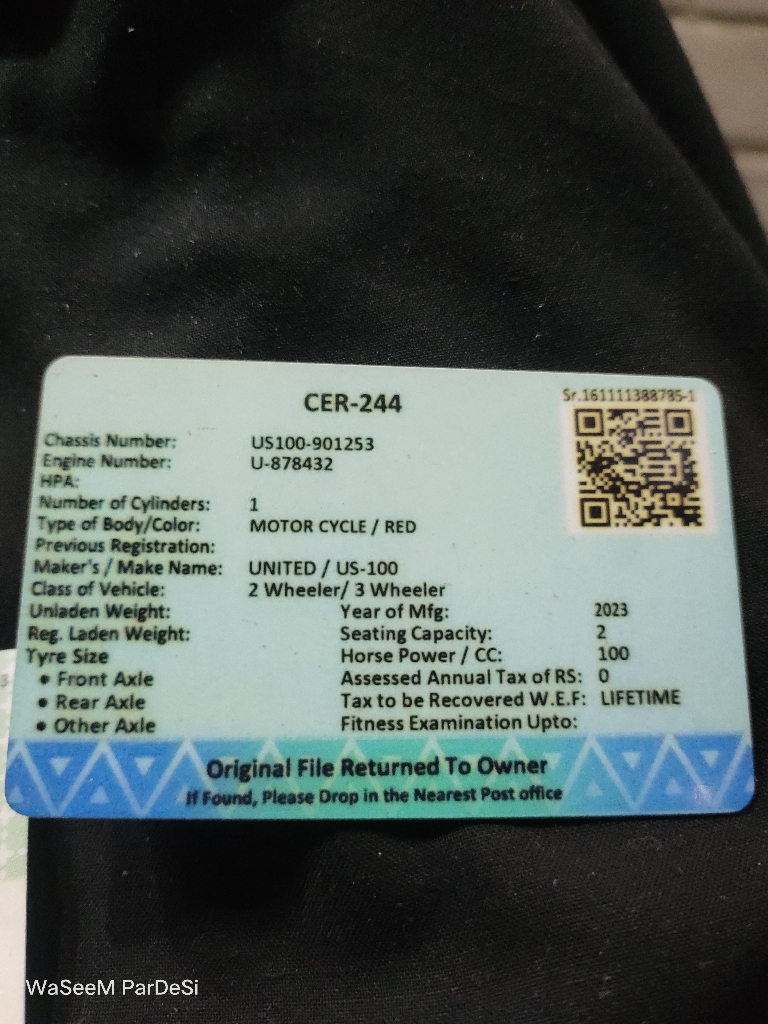 CER-244
Sr.161111388785-1
Chassis Number: US100-901253
Engine Number: U-878432
HPA:
Number of Cylinders: 1
Type of Body/Color: MOTOR CYCLE / RED
Previous Registration:
Maker's / Make Name: UNITED / US-100
Class of Vehicle: 2 Wheeler/ 3 Wheeler
Unladen Weight: Year of Mfg: 2023
Reg. Laden Weight: Seating Capacity: 2
Tyre Size Horse Power / CC: 100
• Front Axle Assessed Annual Tax of RS: 0
• Rear Axle Tax to be Recovered W.E.F: LIFETIME
• Other Axle Fitness Examination Upto:
Original File Returned To Owner
If Found, Please Drop in the Nearest Post office
WaSeeM ParDeSi